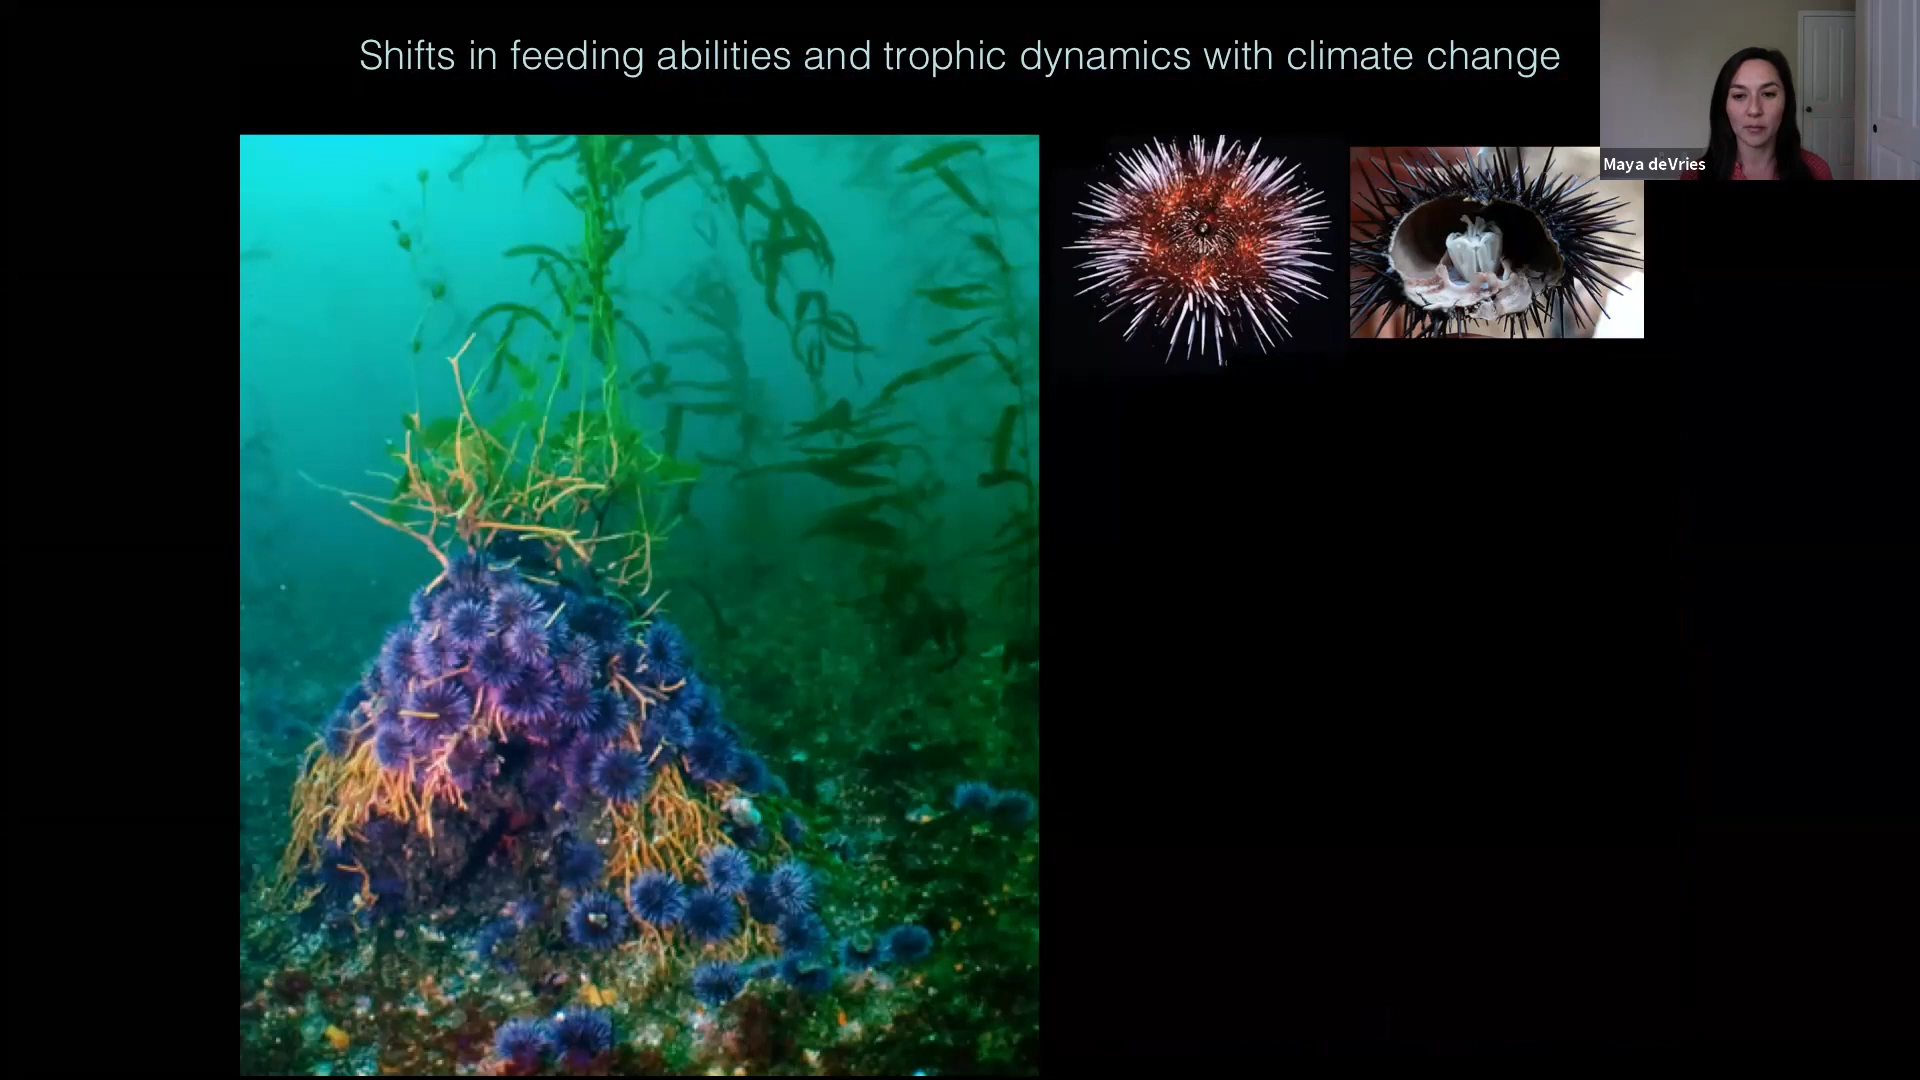 Shifts in feeding abilities and trophic dynamics with climate change
Maya deVries